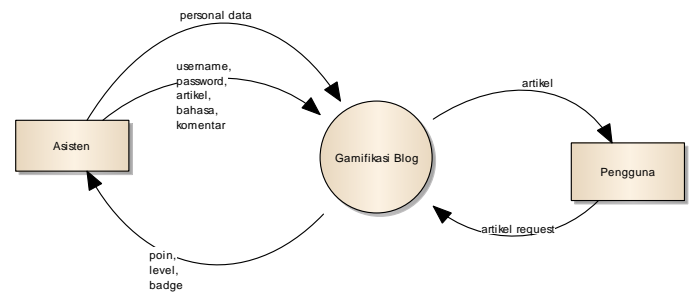 personal data
username,
password,
artikel,
bahasa,
komentar
Asisten
Gamifikasi Blog
artikel
Pengguna
artikel request
poin,
level,
badge